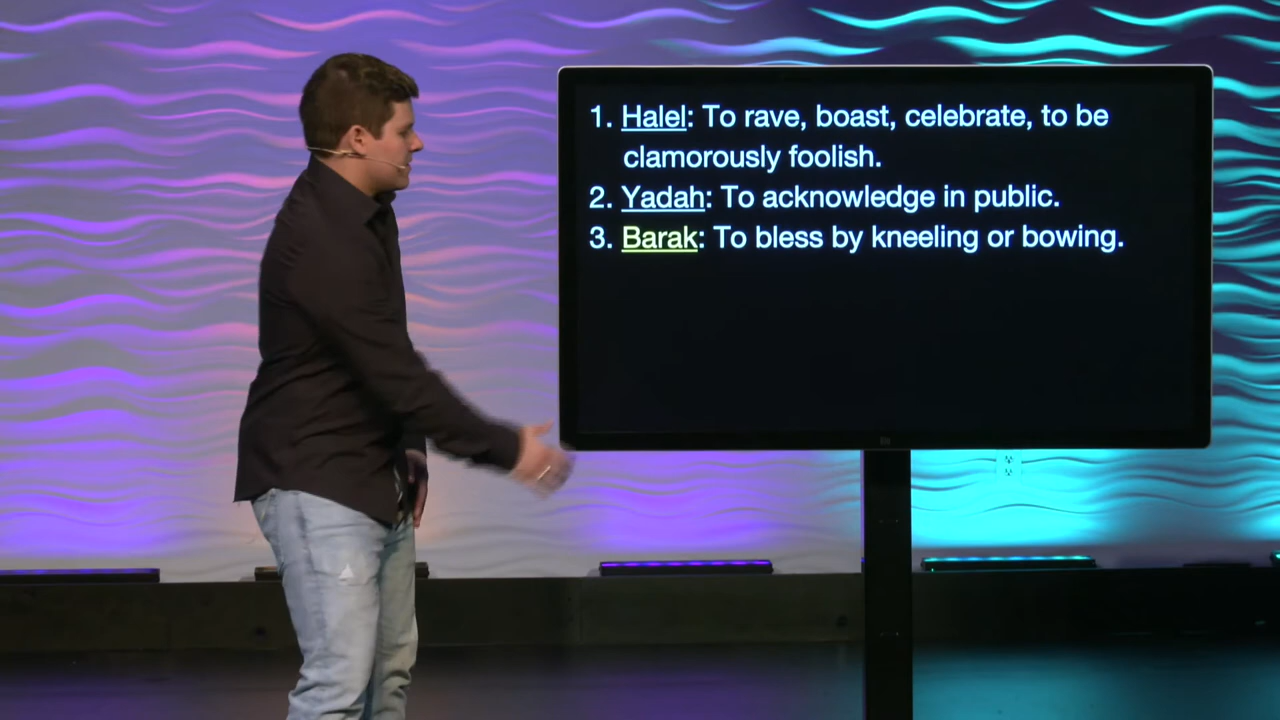 1. Halel: To rave, boast, celebrate, to be
clamorously foolish.
2. Yadah: To acknowledge in public.
3. Barak: To bless by kneeling or bowing.